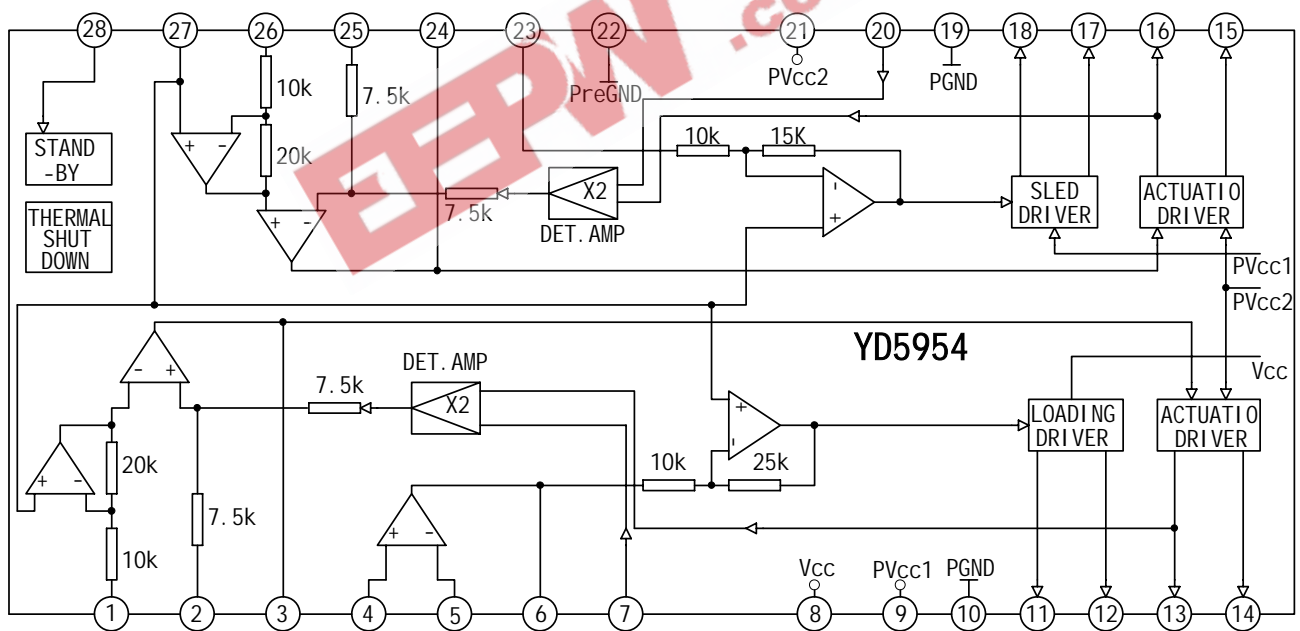 28 27 26 25 24 23 22 21 20 19 18 17 16 15
PreGND
PVcc2
PGND
.co
EEPW
10k
7.5k
STAND
-BY
+ -
20k
10k
15K
THERMAL
SHUT
DOWN
+ -
7.5k
X2
DET.AMP
-
+
SLED
DRIVER
ACTUATIO
DRIVER
PVcc1
PVcc2
YD5954
Vcc
- +
DET.AMP
7.5k
X2
+
-
LOADING
DRIVER
ACTUATIO
DRIVER
+ -
20k
7.5k
10k
10k
25k
+ -
Vcc
PVcc1
PGND
1 2 3 4 5 6 7 8 9 10 11 12 13 14